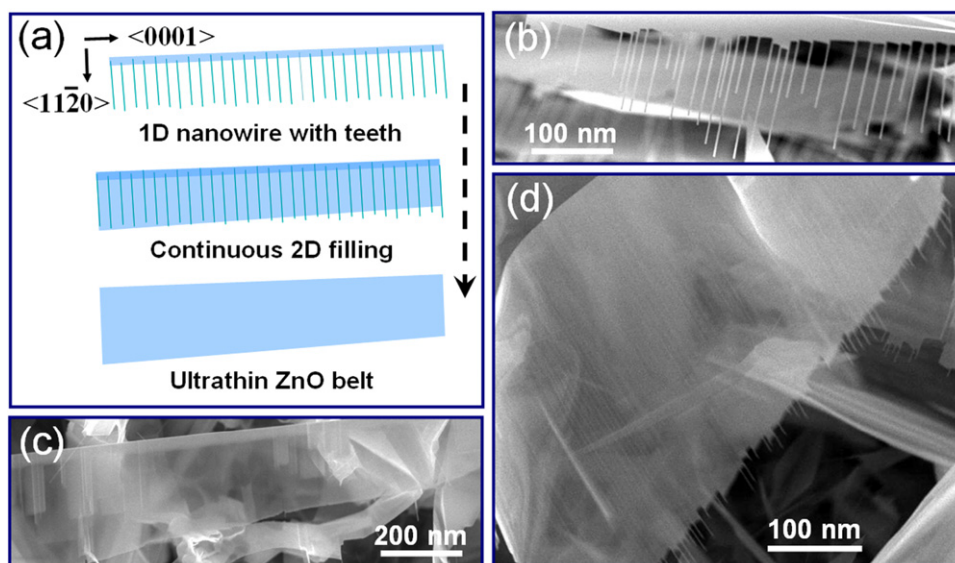 (a)
<0001>
<112̄0>
1D nanowire with teeth
Continuous 2D filling
Ultrathin ZnO belt
(b)
100 nm
(c)
200 nm
(d)
100 nm